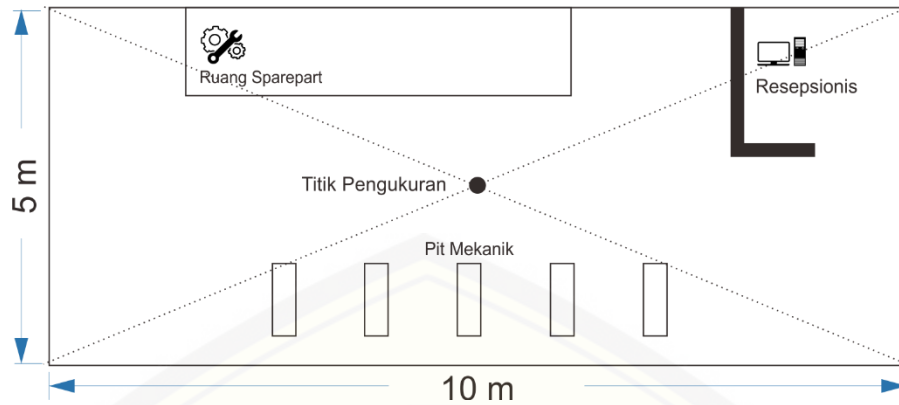 Ruang Sparepart
Resepsionis
Titik Pengukuran
5 m
Pit Mekanik
10 m